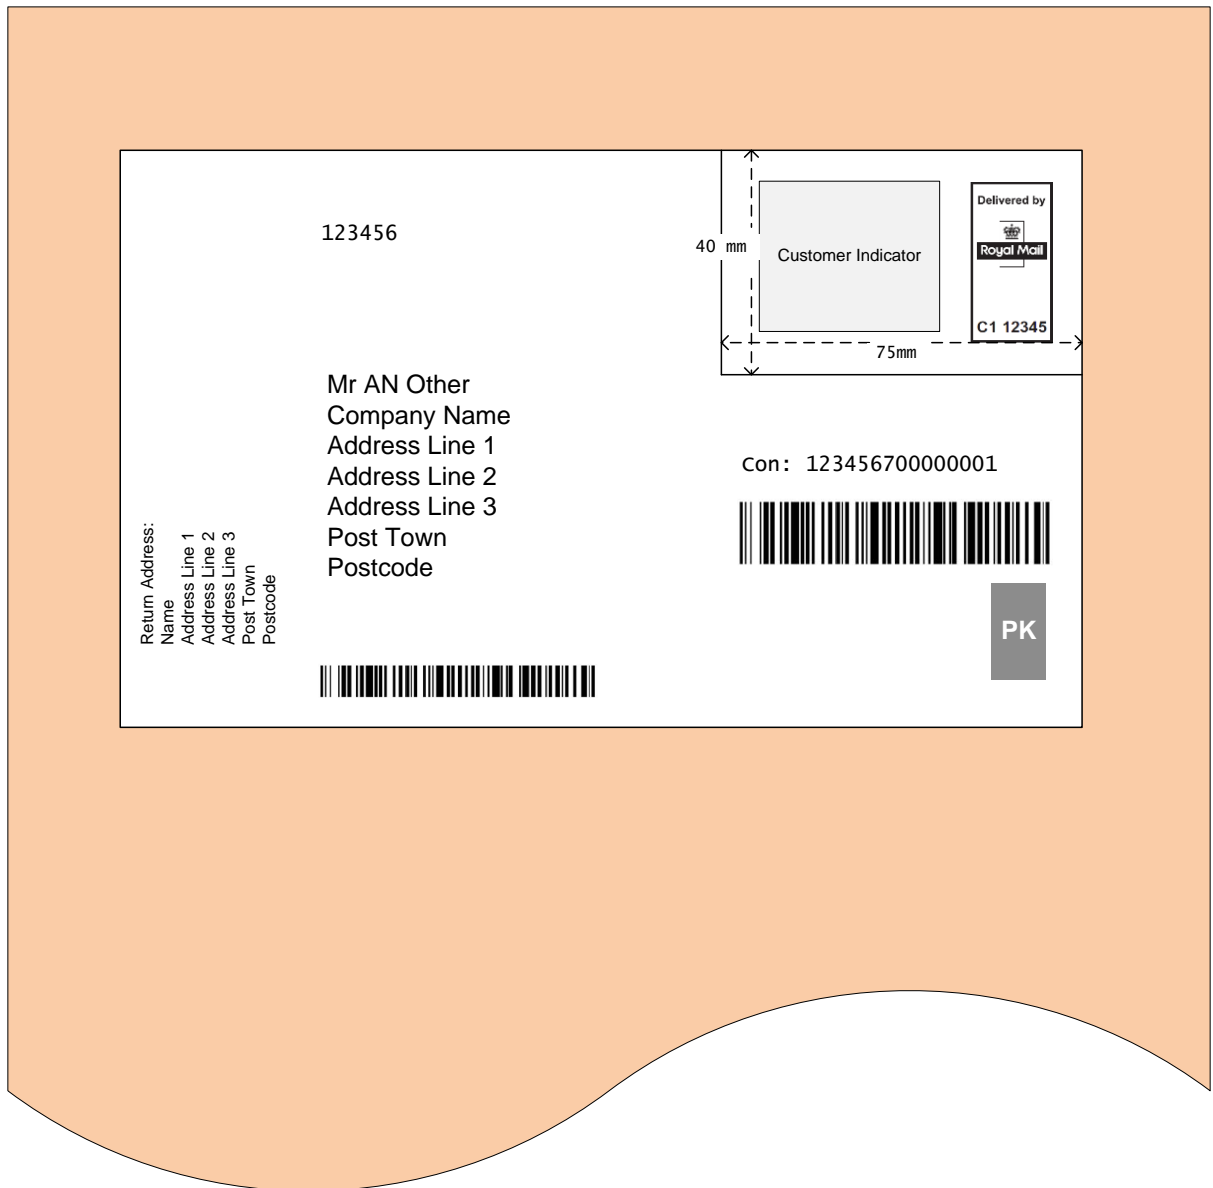 123456
40 mm
Customer Indicator
Delivered by
Royal Mail
C1 12345
75mm
Mr AN Other
Company Name
Address Line 1
Address Line 2
Address Line 3
Post Town
Postcode
Con: 123456700000001
Return Address:
Name
Address Line 1
Address Line 2
Address Line 3
Post Town
Postcode
PK